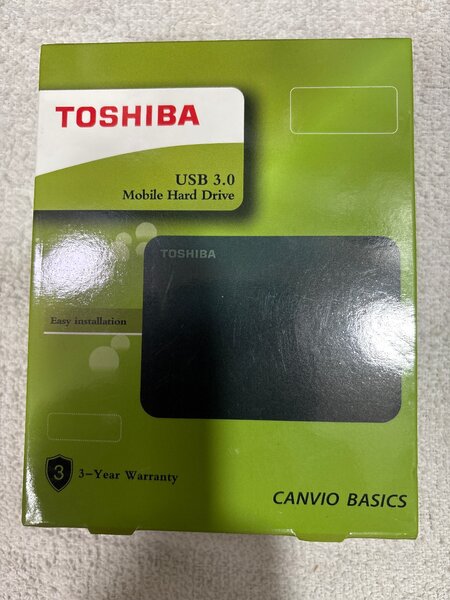 TOSHIBA
USB 3.0
Mobile Hard Drive
TOSHIBA
Easy installation
3
3-Year Warranty
CANVIO BASICS